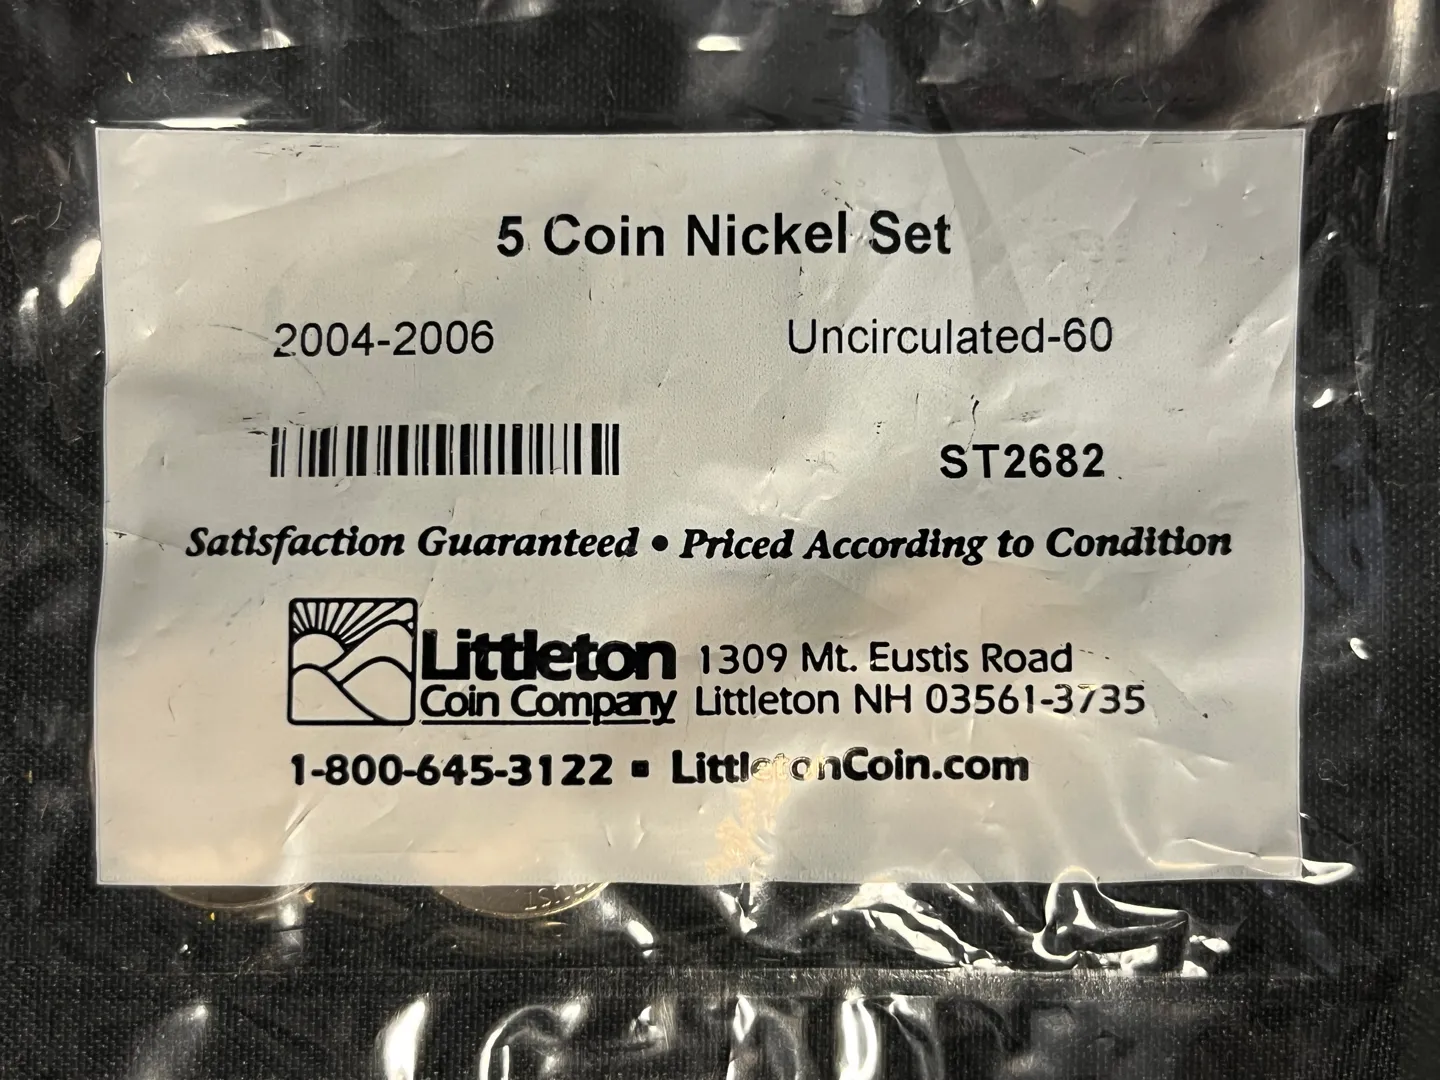 5 Coin Nickel Set
2004-2006 Uncirculated-60
ST2682
Satisfaction Guaranteed • Priced According to Condition
Littleton 1309 Mt. Eustis Road
Coin Company Littleton NH 03561-3735
1-800-645-3122 ▪ LittletonCoin.com